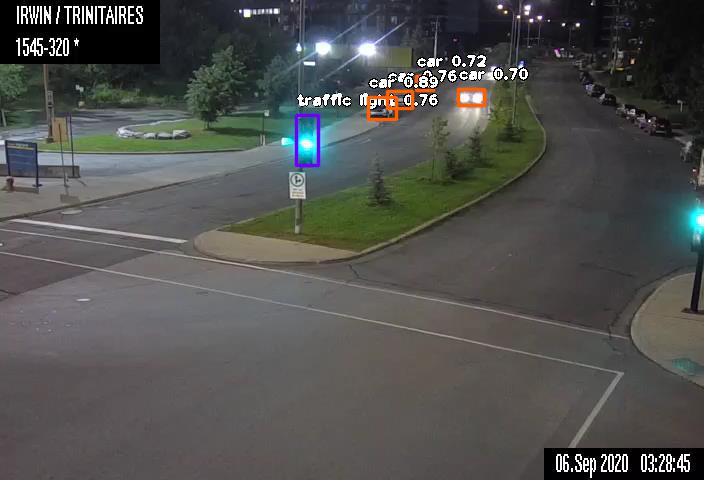 IRWIN / TRINITAIRES
1545-320 *
car 0.72
car 0.76
car 0.89
car 0.70
traffic light 0.76
06.Sep 2020 03:28:45